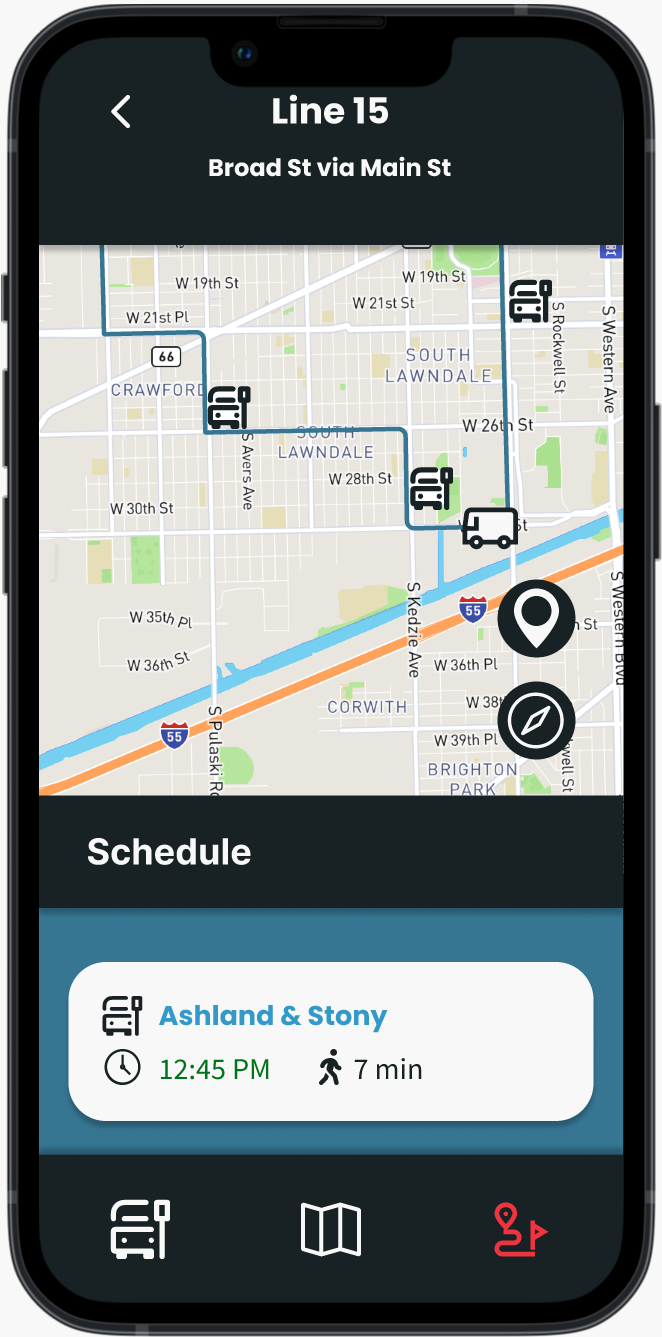 Line 15
Broad St via Main St
W 19th St
W 19th St
W 21st St
W 21st Pl
66
SOUTH
LAWNDALE
CRAWFORD
S Rockwell St
S Western Ave
W 26th St
SOUTH
LAWNDALE
S Avers Ave
W 28th St
W 30th St
St
S Kedzie Ave
55
W 35th Pl
St
S Western Blvd
W 36th St
W 36th Pl
CORWITH
W 38t
55
S Pulaski
W 39th Pl
well St
BRIGHTON
PARK
Schedule
Ashland & Stony
12:45 PM
7 min